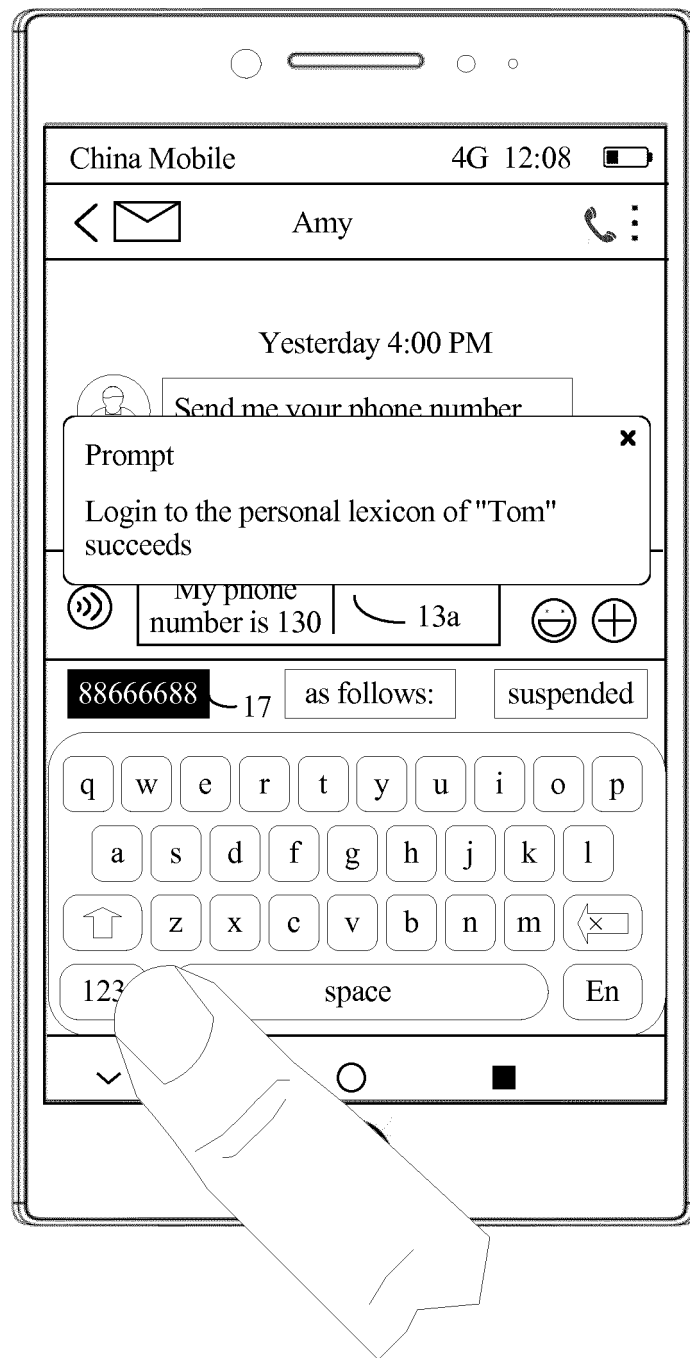 China Mobile 4G 12:08
Amy
Yesterday 4:00 PM
Send me your phone number
Prompt
Login to the personal lexicon of "Tom"
succeeds
My phone
number is 130
13a
88666688 17 as follows: suspended
q w e r t y u i o p
a s d f g h j k l
z x c v b n m
123 space En